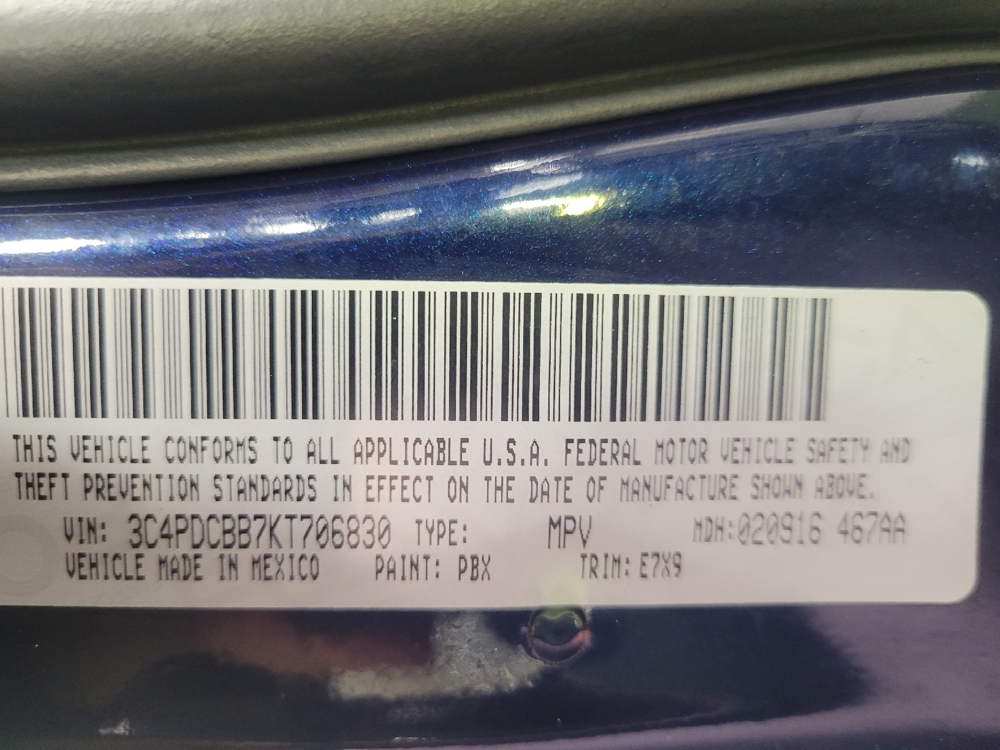 THIS VEHICLE CONFORMS TO ALL APPLICABLE U.S.A. FEDERAL MOTOR VEHICLE SAFETY AND
THEFT PREVENTION STANDARDS IN EFFECT ON THE DATE OF MANUFACTURE SHOWN ABOVE.
VIN: 3C4PDCBB7KT706830 TYPE: MPV MDH:020916 467AA
VEHICLE MADE IN MEXICO PAINT: PBX TRIM: E7X9